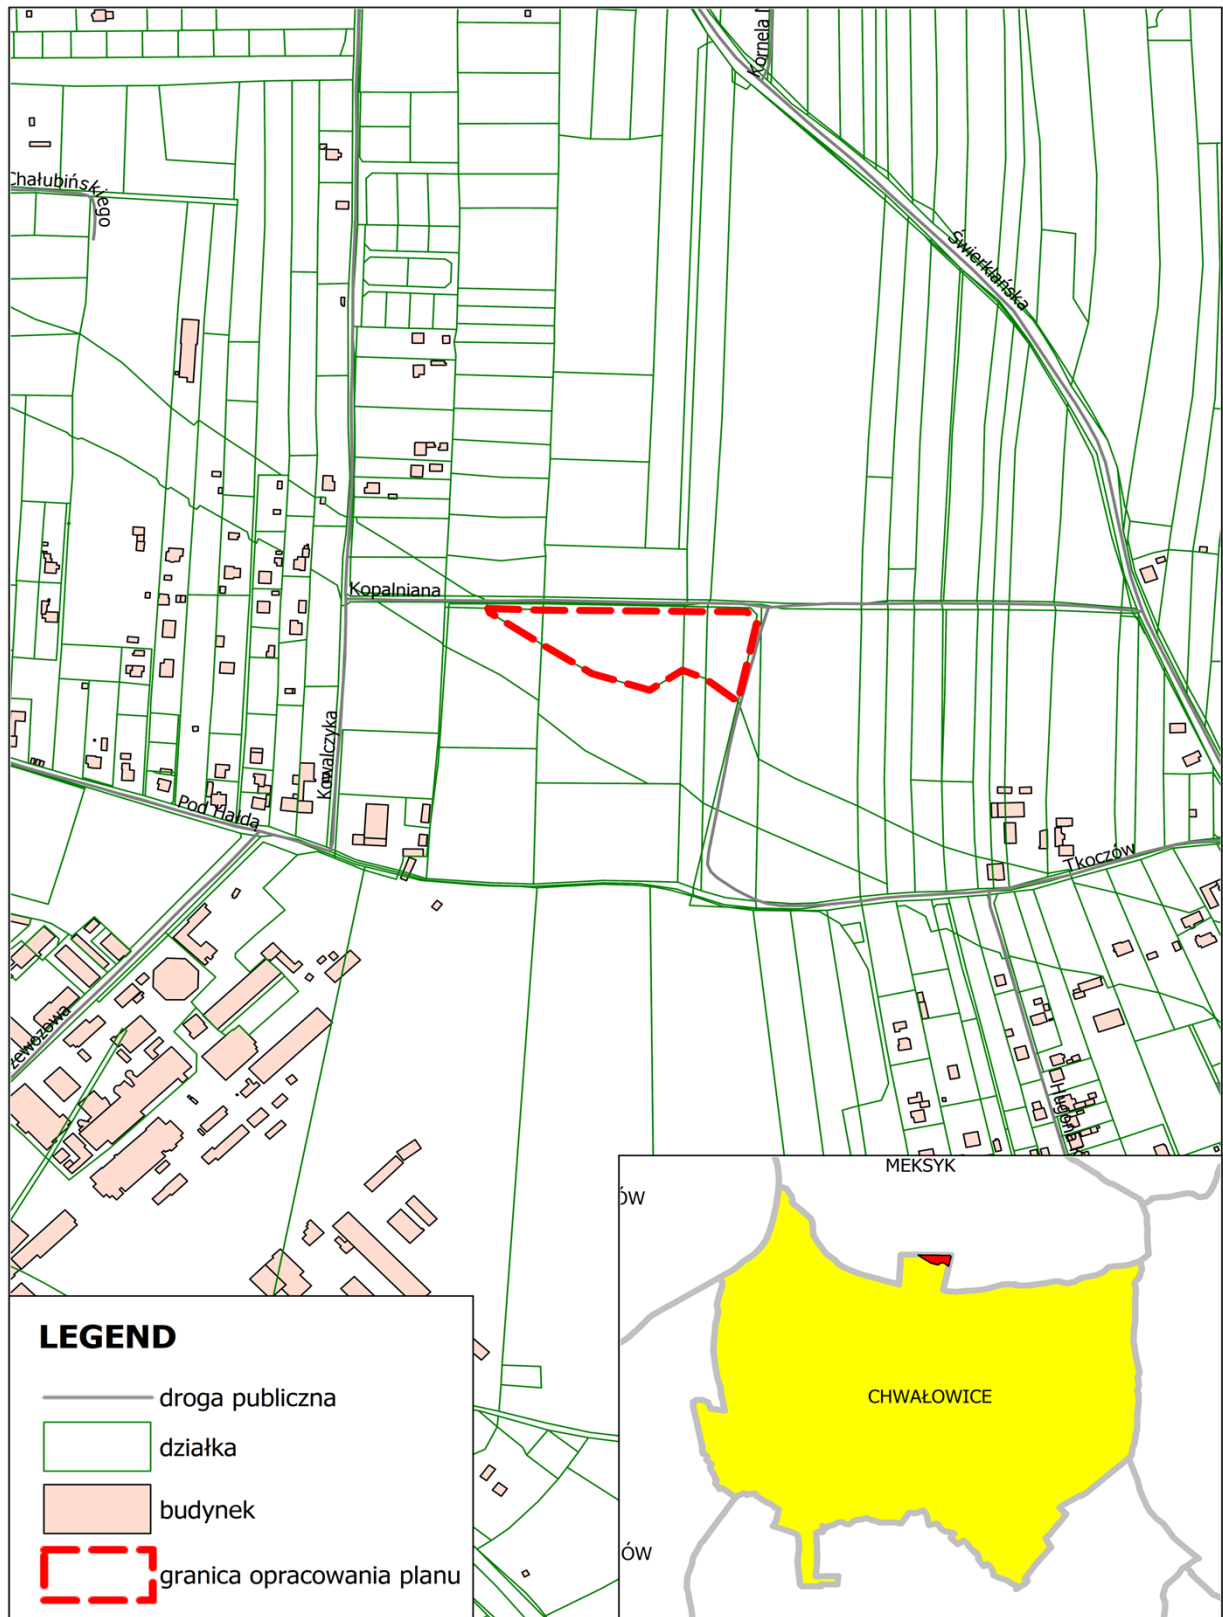 Kornela
Chałubińskiego
Świerklańska
Kopalniana
Kowalczyka
Pod Hałdą
Tkoczów
Hugona
MEKSYK
ÓW
CHWAŁOWICE
ÓW
LEGEND
droga publiczna
działka
budynek
granica opracowania planu